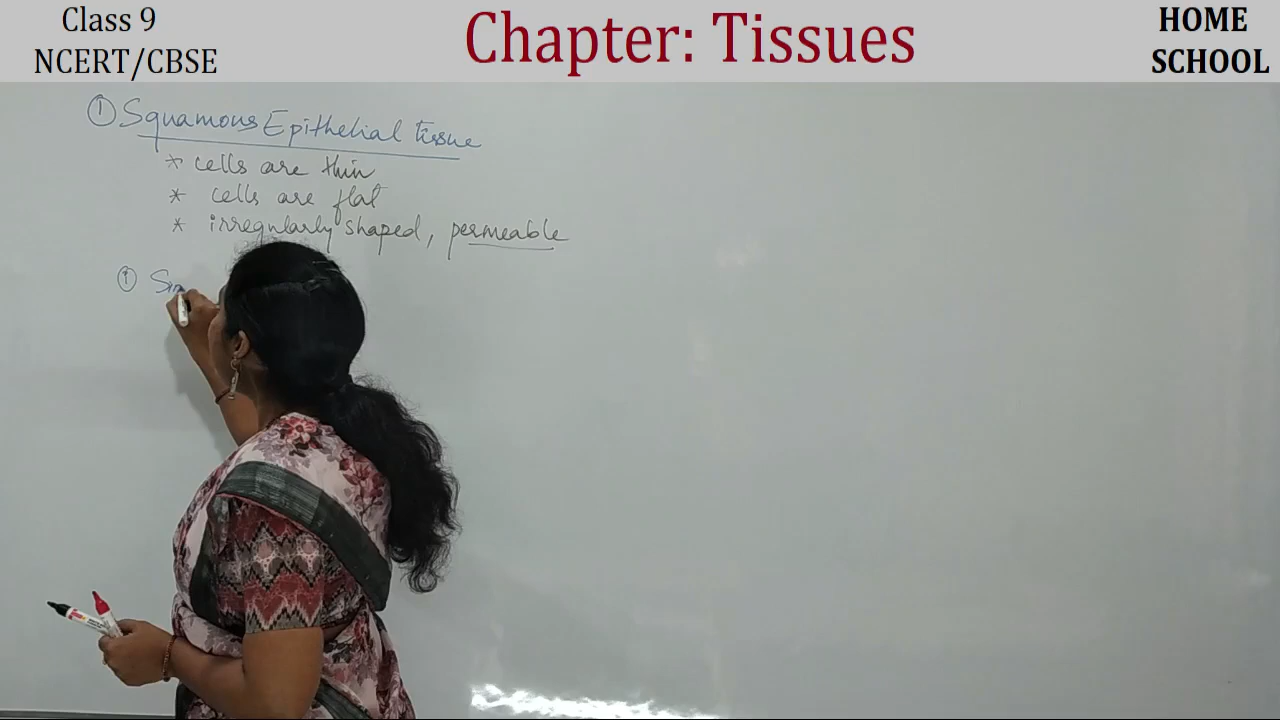 Class 9
NCERT/CBSE
Chapter: Tissues
HOME
SCHOOL
① Squamous Epithelial tissue
* cells are thin
* cells are flat
* irregularly shaped, permeable
① Sim